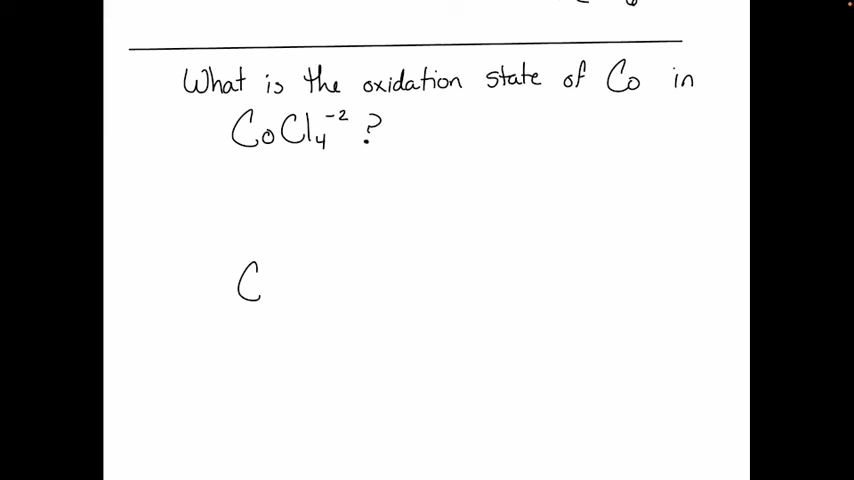 What is the oxidation state of Co in
CoCl₄⁻² ?
C